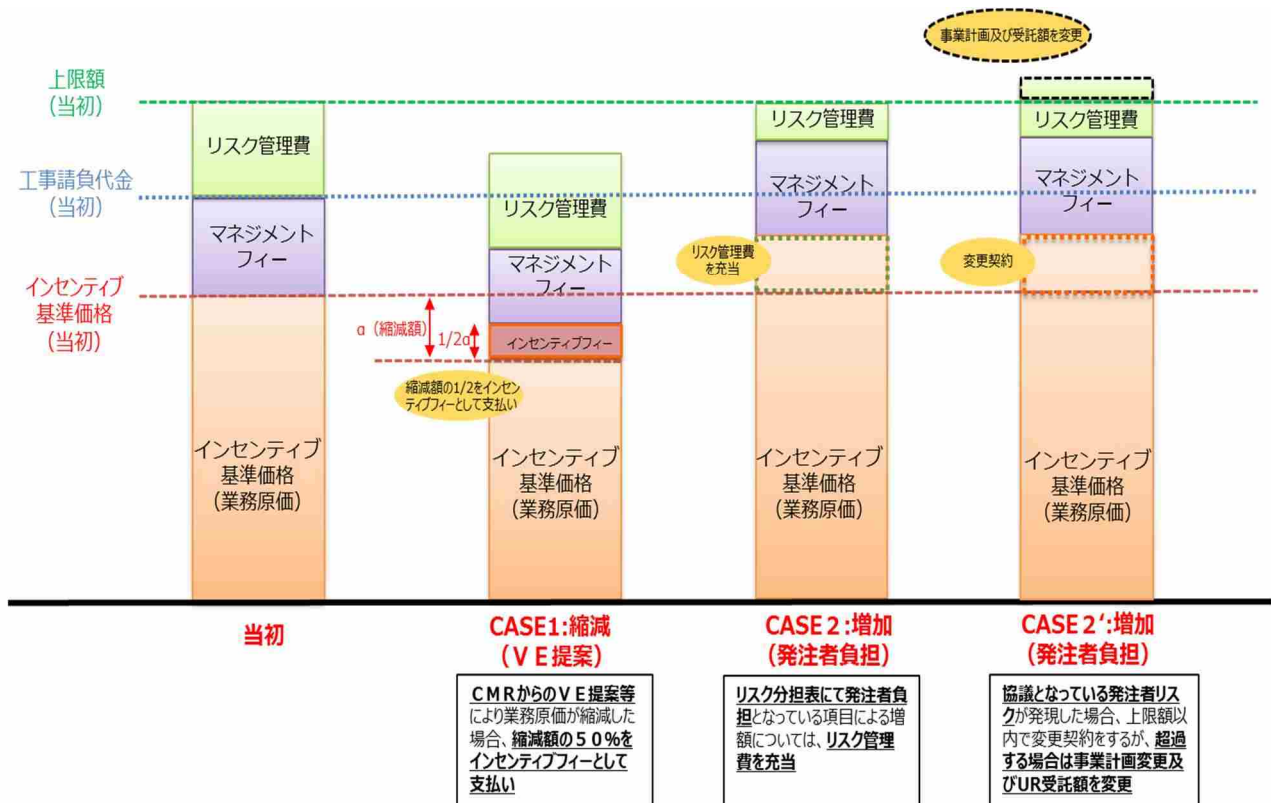 事業計画及び受託額を変更
上限額
(当初)
工事請負代金
(当初)
インセンティブ
基準価格
(当初)
リスク管理費
マネジメント
フィー
インセンティブ
基準価格
(業務原価)
リスク管理費
マネジメント
フィー
α(縮減額)
1/2α
インセンティブフィー
縮減額の1/2をインセン
ティブフィーとして支払い
インセンティブ
基準価格
(業務原価)
リスク管理費
マネジメント
フィー
リスク管理費
を充当
インセンティブ
基準価格
(業務原価)
リスク管理費
マネジメント
フィー
変更契約
インセンティブ
基準価格
(業務原価)
当初
CASE1:縮減
(VE提案)
CASE2:増加
(発注者負担)
CASE2':増加
(発注者負担)
CMRからのVE提案等
により業務原価が縮減した
場合、縮減額の50%を
インセンティブフィーとして
支払い
リスク分担表にて発注者負
担となっている項目による増
額については、リスク管理
費を充当
協議となっている発注者リス
クが発現した場合、上限額以
内で変更契約をするが、超過
する場合は事業計画変更及
びUR受託額を変更